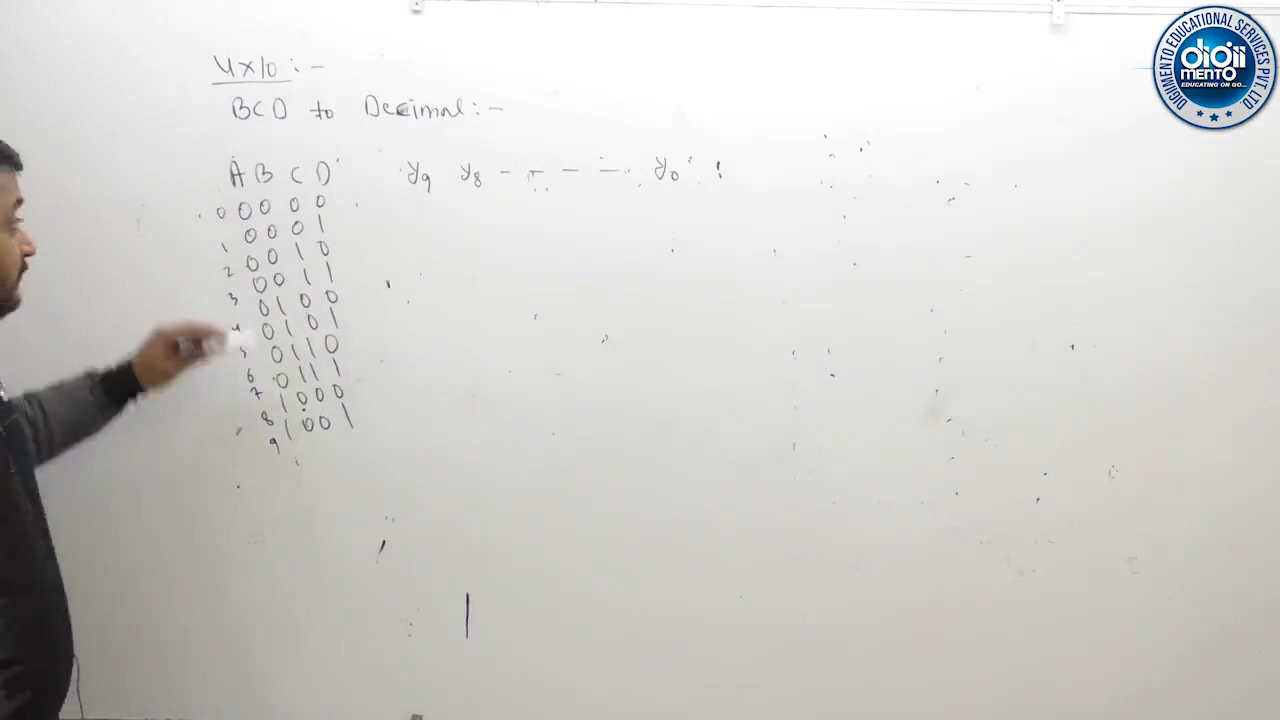 4x10:-
BCD to Decimal:-
A B C D y9 y8 - - - - y0
0 0 0 0 0
1 0 0 0 1
2 0 0 1 0
3 0 0 1 1
4 0 1 0 0
5 0 1 0 1
6 0 1 1 0
7 0 1 1 1
8 1 0 0 0
9 1 0 0 1
DIGIMENTO EDUCATIONAL SERVICES PVT. LTD.
digii
MENTO
EDUCATING ON GO...